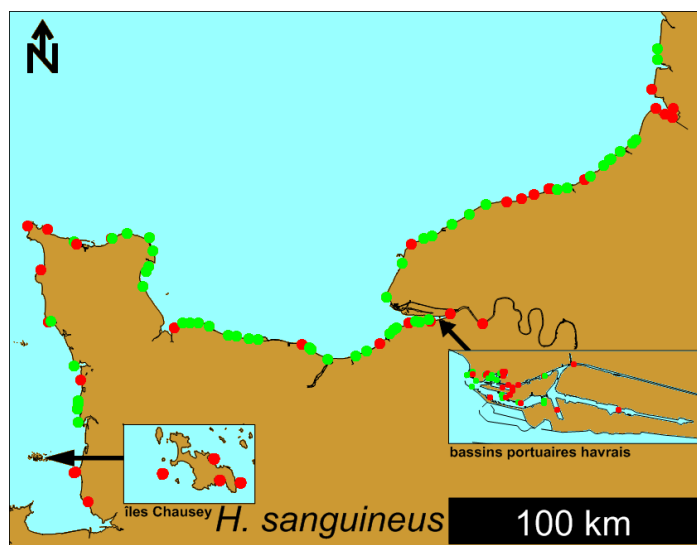 N
bassins portuaires havrais
îles Chausey
H. sanguineus
100 km